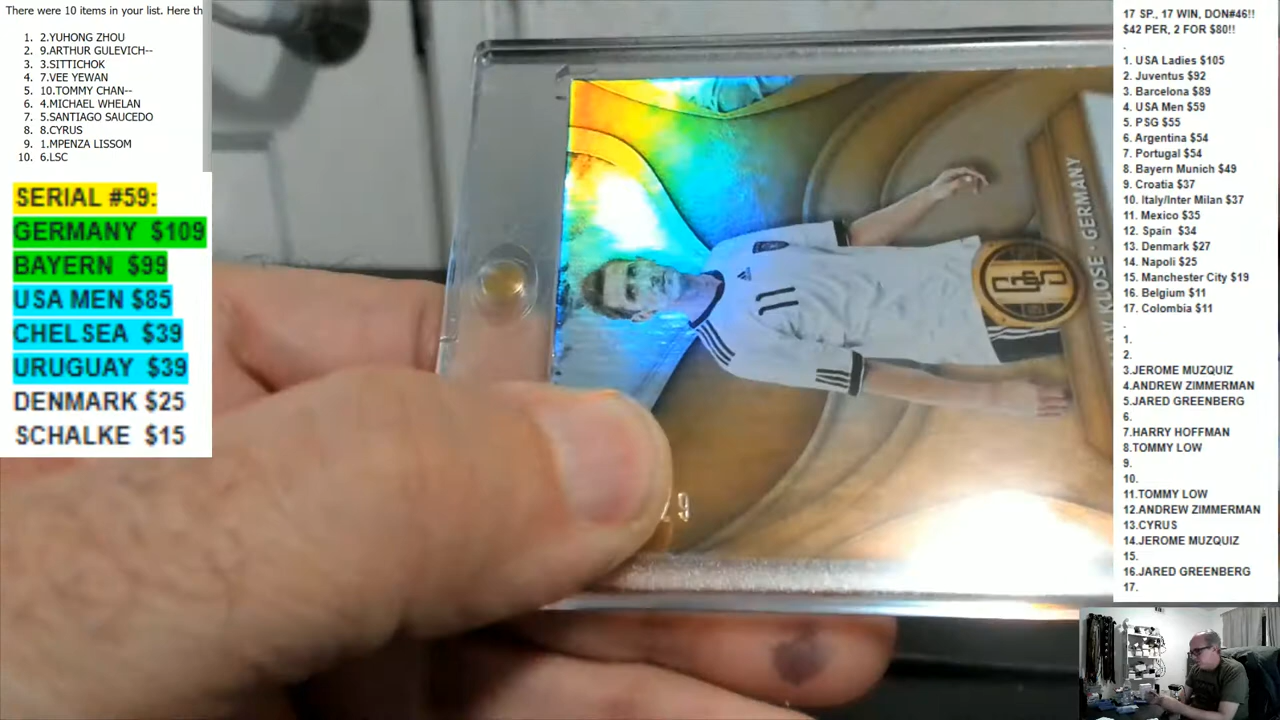 There were 10 items in your list. Here th
1. 2.YUHONG ZHOU
2. 9.ARTHUR GULEVICH--
3. 3.SITTICHOK
4. 7.VEE YEWAN
5. 10.TOMMY CHAN--
6. 4.MICHAEL WHELAN
7. 5.SANTIAGO SAUCEDO
8. 8.CYRUS
9. 1.MPENZA LISSOM
10. 6.LSC
SERIAL #59:
GERMANY $109
BAYERN $99
USA MEN $85
CHELSEA $39
URUGUAY $39
DENMARK $25
SCHALKE $15
KLOSE · GERMANY
11
17 SP., 17 WIN, DON#46!!
$42 PER, 2 FOR $80!!
.
1. USA Ladies $105
2. Juventus $92
3. Barcelona $89
4. USA Men $59
5. PSG $55
6. Argentina $54
7. Portugal $54
8. Bayern Munich $49
9. Croatia $37
10. Italy/Inter Milan $37
11. Mexico $35
12. Spain $34
13. Denmark $27
14. Napoli $25
15. Manchester City $19
16. Belgium $11
17. Colombia $11
.
1.
2.
3.JEROME MUZQUIZ
4.ANDREW ZIMMERMAN
5.JARED GREENBERG
6.
7.HARRY HOFFMAN
8.TOMMY LOW
9.
10.
11.TOMMY LOW
12.ANDREW ZIMMERMAN
13.CYRUS
14.JEROME MUZQUIZ
15.
16.JARED GREENBERG
17.